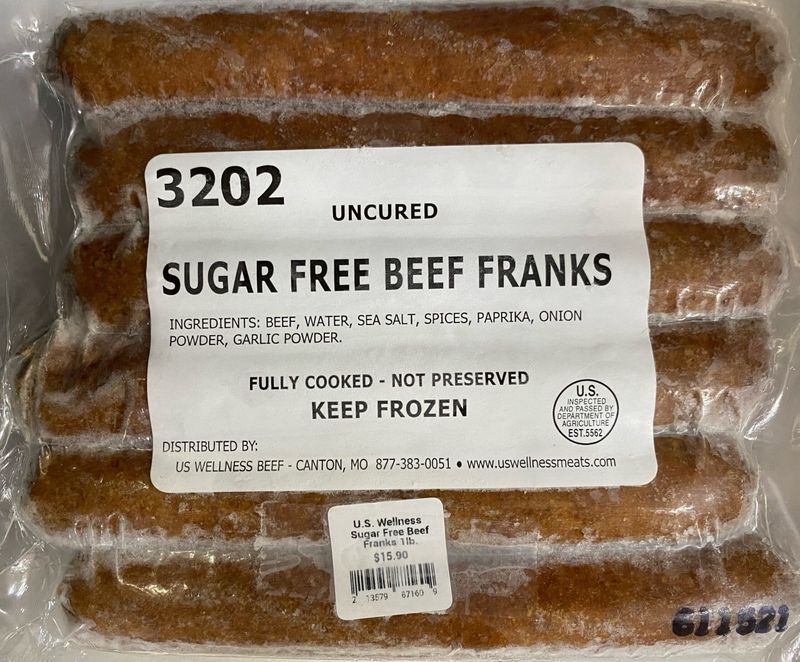 3202
UNCURED
SUGAR FREE BEEF FRANKS
INGREDIENTS: BEEF, WATER, SEA SALT, SPICES, PAPRIKA, ONION
POWDER, GARLIC POWDER.
FULLY COOKED - NOT PRESERVED
KEEP FROZEN
U.S.
INSPECTED
AND PASSED BY
DEPARTMENT OF
AGRICULTURE
EST.5562
DISTRIBUTED BY:
US WELLNESS BEEF - CANTON, MO 877-383-0051 • www.uswellnessmeats.com
U.S. Wellness
Sugar Free Beef
Franks 1lb.
$15.90
2 13579 67160 9
611521